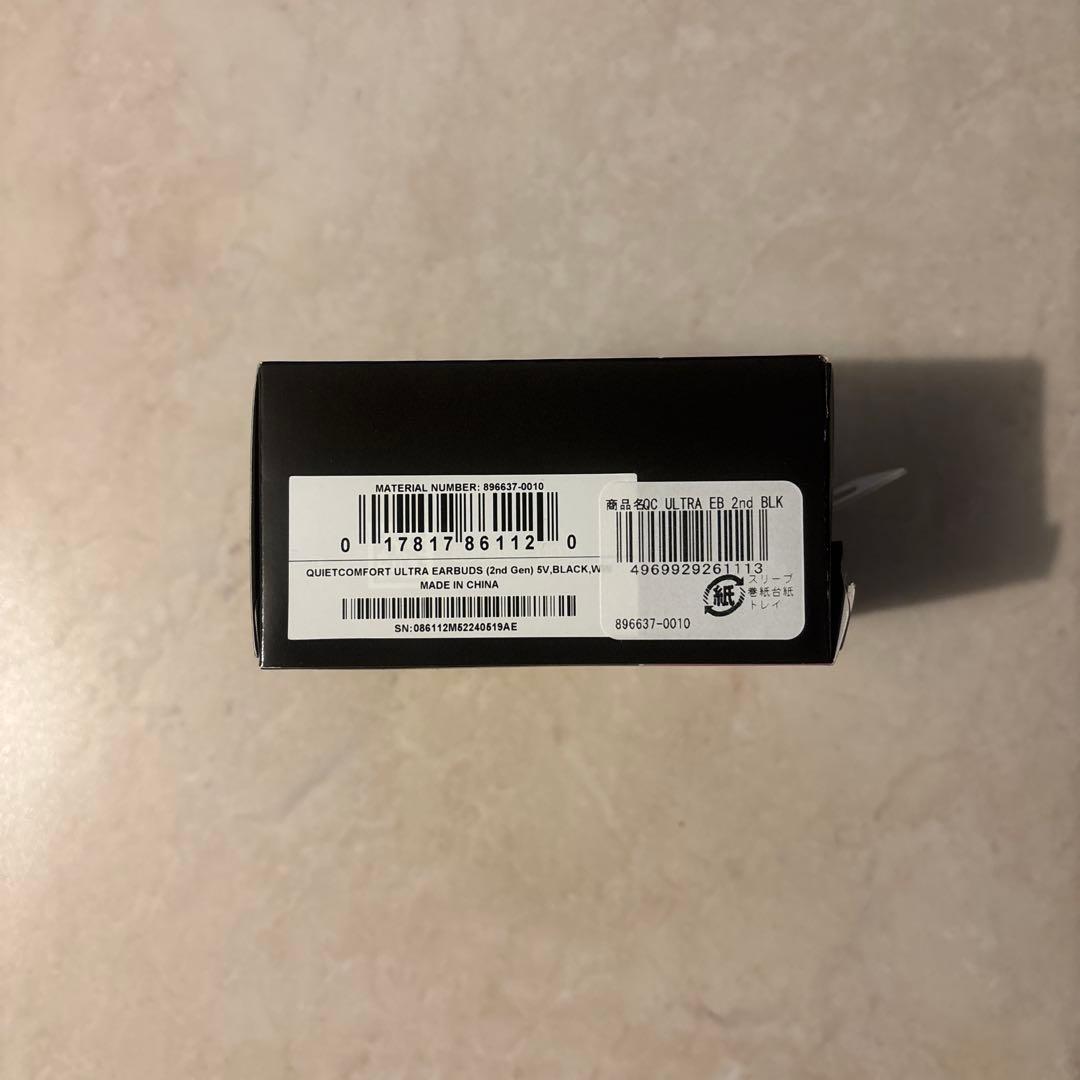 MATERIAL NUMBER: 896637-0010
0 17817 86112 0
QUIETCOMFORT ULTRA EARBUDS (2nd Gen) 5V,BLACK,WW
MADE IN CHINA
SN:086112M52240519AE
商品名QC ULTRA EB 2nd BLK
4969929261113
紙
スリーブ
巻紙台紙
トレイ
896637-0010